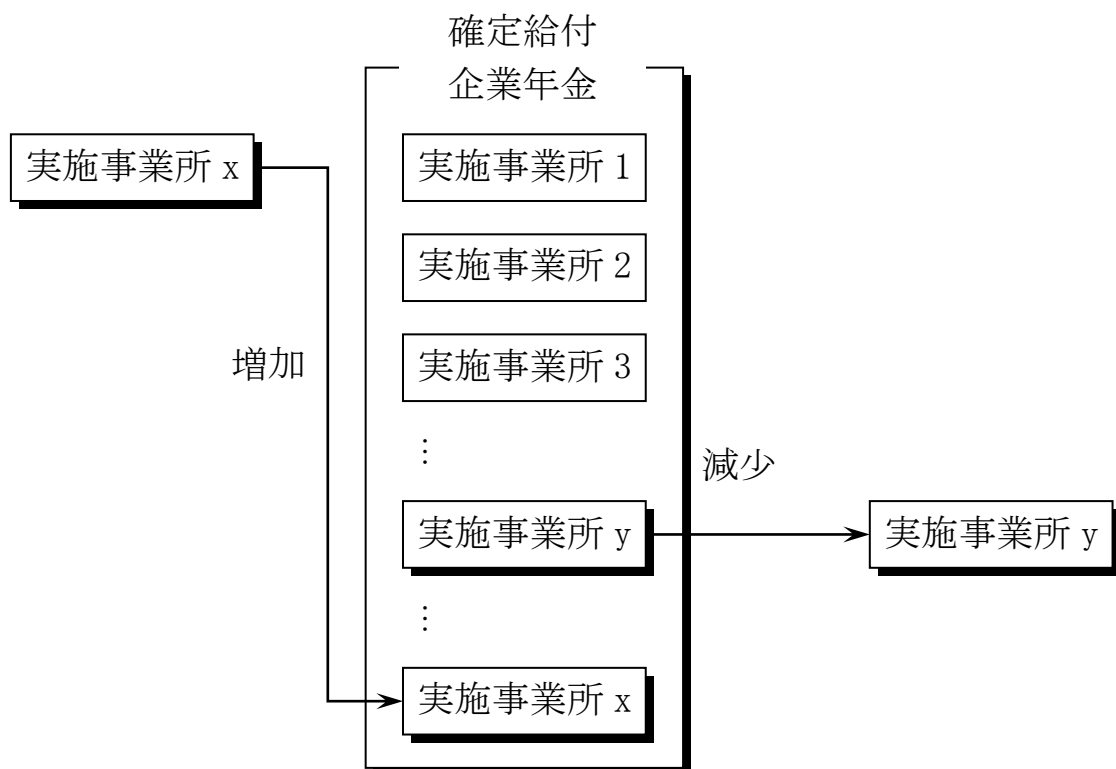 確定給付
企業年金
実施事業所 x
実施事業所 1
実施事業所 2
増加
実施事業所 3
⋮
減少
実施事業所 y
実施事業所 y
⋮
実施事業所 x